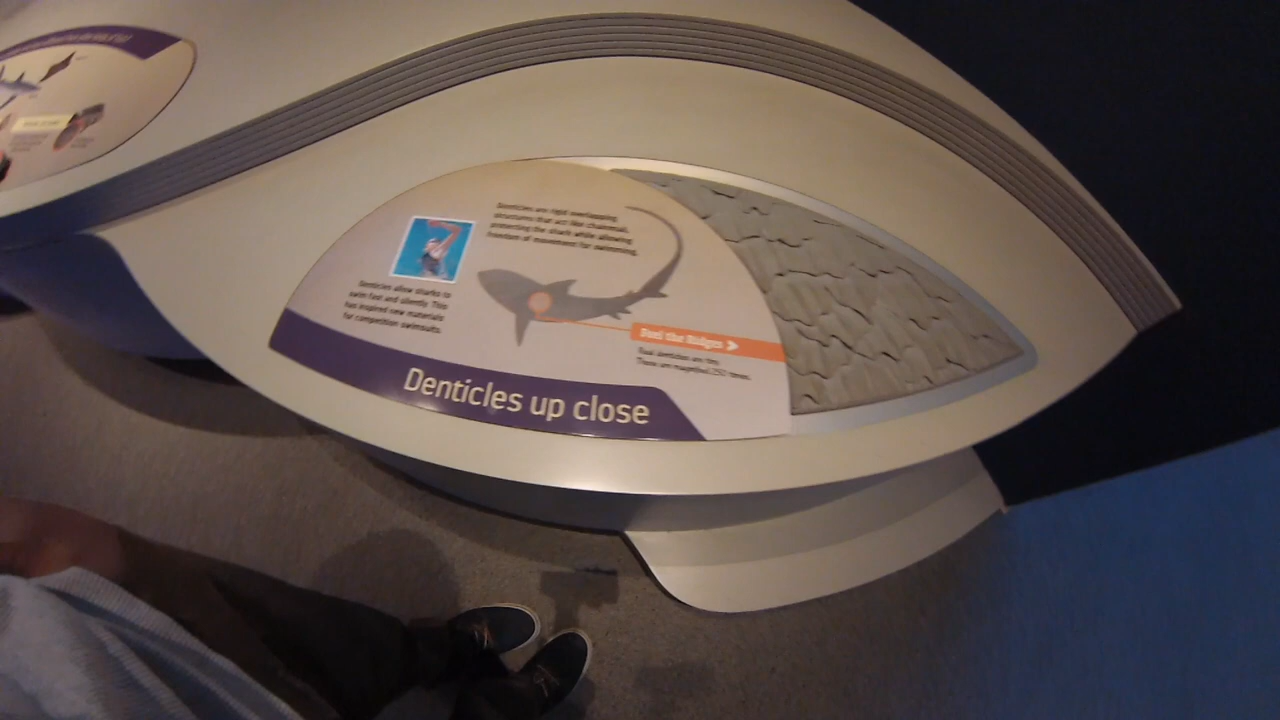 Denticles are rigid overlapping
structures that act like chainmail,
protecting the shark while allowing
freedom of movement for swimming.
Denticles allow sharks to
swim fast and silently. This
has inspired new materials
for competition swimsuits.
Feel the Ridges
Real denticles are tiny.
These are magnified 250 times.
Denticles up close